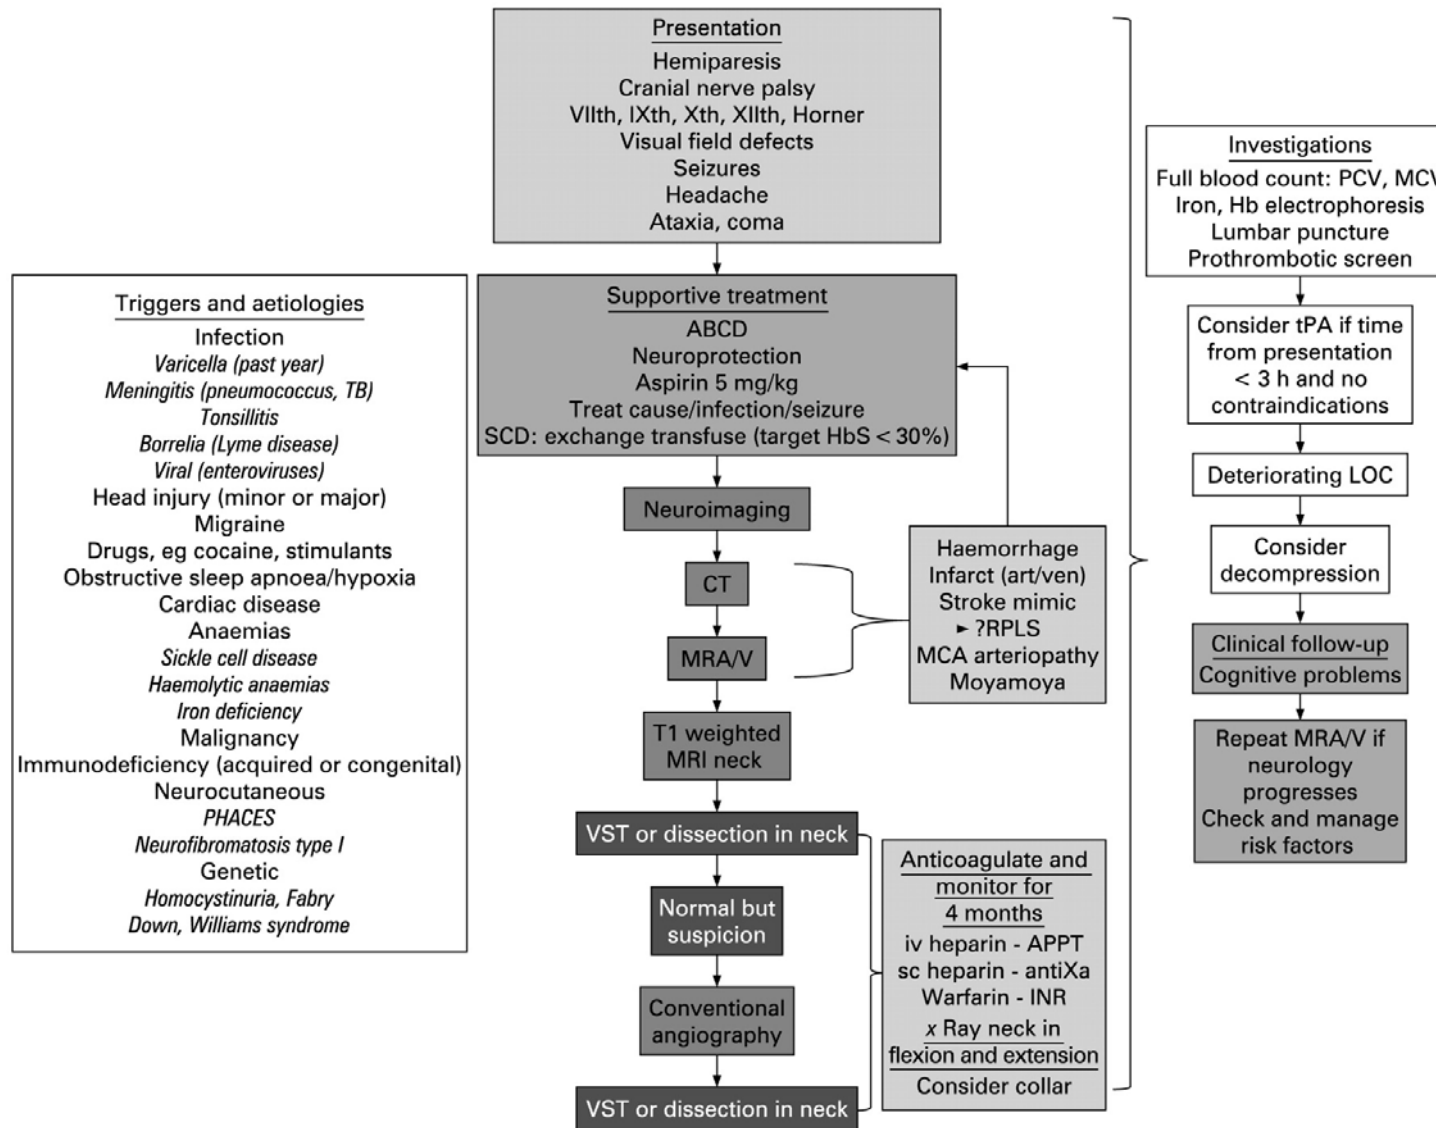 Presentation
Hemiparesis
Cranial nerve palsy
VIIth, IXth, Xth, XIIth, Horner
Visual field defects
Seizures
Headache
Ataxia, coma
Triggers and aetiologies
Infection
Varicella (past year)
Meningitis (pneumococcus, TB)
Tonsillitis
Borrelia (Lyme disease)
Viral (enteroviruses)
Head injury (minor or major)
Migraine
Drugs, eg cocaine, stimulants
Obstructive sleep apnoea/hypoxia
Cardiac disease
Anaemias
Sickle cell disease
Haemolytic anaemias
Iron deficiency
Malignancy
Immunodeficiency (acquired or congenital)
Neurocutaneous
PHACES
Neurofibromatosis type I
Genetic
Homocystinuria, Fabry
Down, Williams syndrome
Supportive treatment
ABCD
Neuroprotection
Aspirin 5 mg/kg
Treat cause/infection/seizure
SCD: exchange transfuse (target HbS < 30%)
Neuroimaging
CT
MRA/V
T1 weighted
MRI neck
VST or dissection in neck
Normal but
suspicion
Conventional
angiography
VST or dissection in neck
Haemorrhage
Infarct (art/ven)
Stroke mimic
► ?RPLS
MCA arteriopathy
Moyamoya
Anticoagulate and
monitor for
4 months
iv heparin - APPT
sc heparin - antiXa
Warfarin - INR
x Ray neck in
flexion and extension
Consider collar
Investigations
Full blood count: PCV, MCV
Iron, Hb electrophoresis
Lumbar puncture
Prothrombotic screen
Consider tPA if time
from presentation
< 3 h and no
contraindications
Deteriorating LOC
Consider
decompression
Clinical follow-up
Cognitive problems
Repeat MRA/V if
neurology
progresses
Check and manage
risk factors